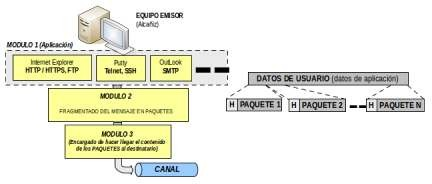 EQUIPO EMISOR
(Alcañiz)
MODULO 1 (Aplicación)
Internet Explorer
HTTP / HTTPS, FTP
Putty
Telnet, SSH
OutLook
SMTP
MODULO 2
FRAGMENTADO DEL MENSAJE EN PAQUETES
MODULO 3
(Encargado de hacer llegar el contenido
de los PAQUETES al destinatario)
CANAL
DATOS DE USUARIO (datos de aplicación)
H PAQUETE 1
H PAQUETE 2
H PAQUETE N